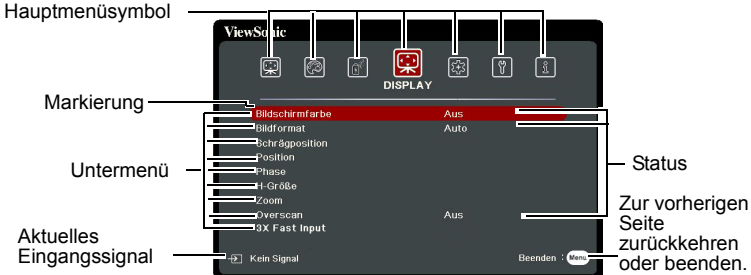 Hauptmenüsymbol
ViewSonic
DISPLAY
Markierung
Bildschirmfarbe Aus
Bildformat Auto
Schrägposition
Position
Phase
H-Größe
Zoom
Overscan Aus
3X Fast Input
Untermenü
Status
Aktuelles
Eingangssignal
Kein Signal
Beenden : Menu
Zur vorherigen
Seite
zurückkehren
oder beenden.